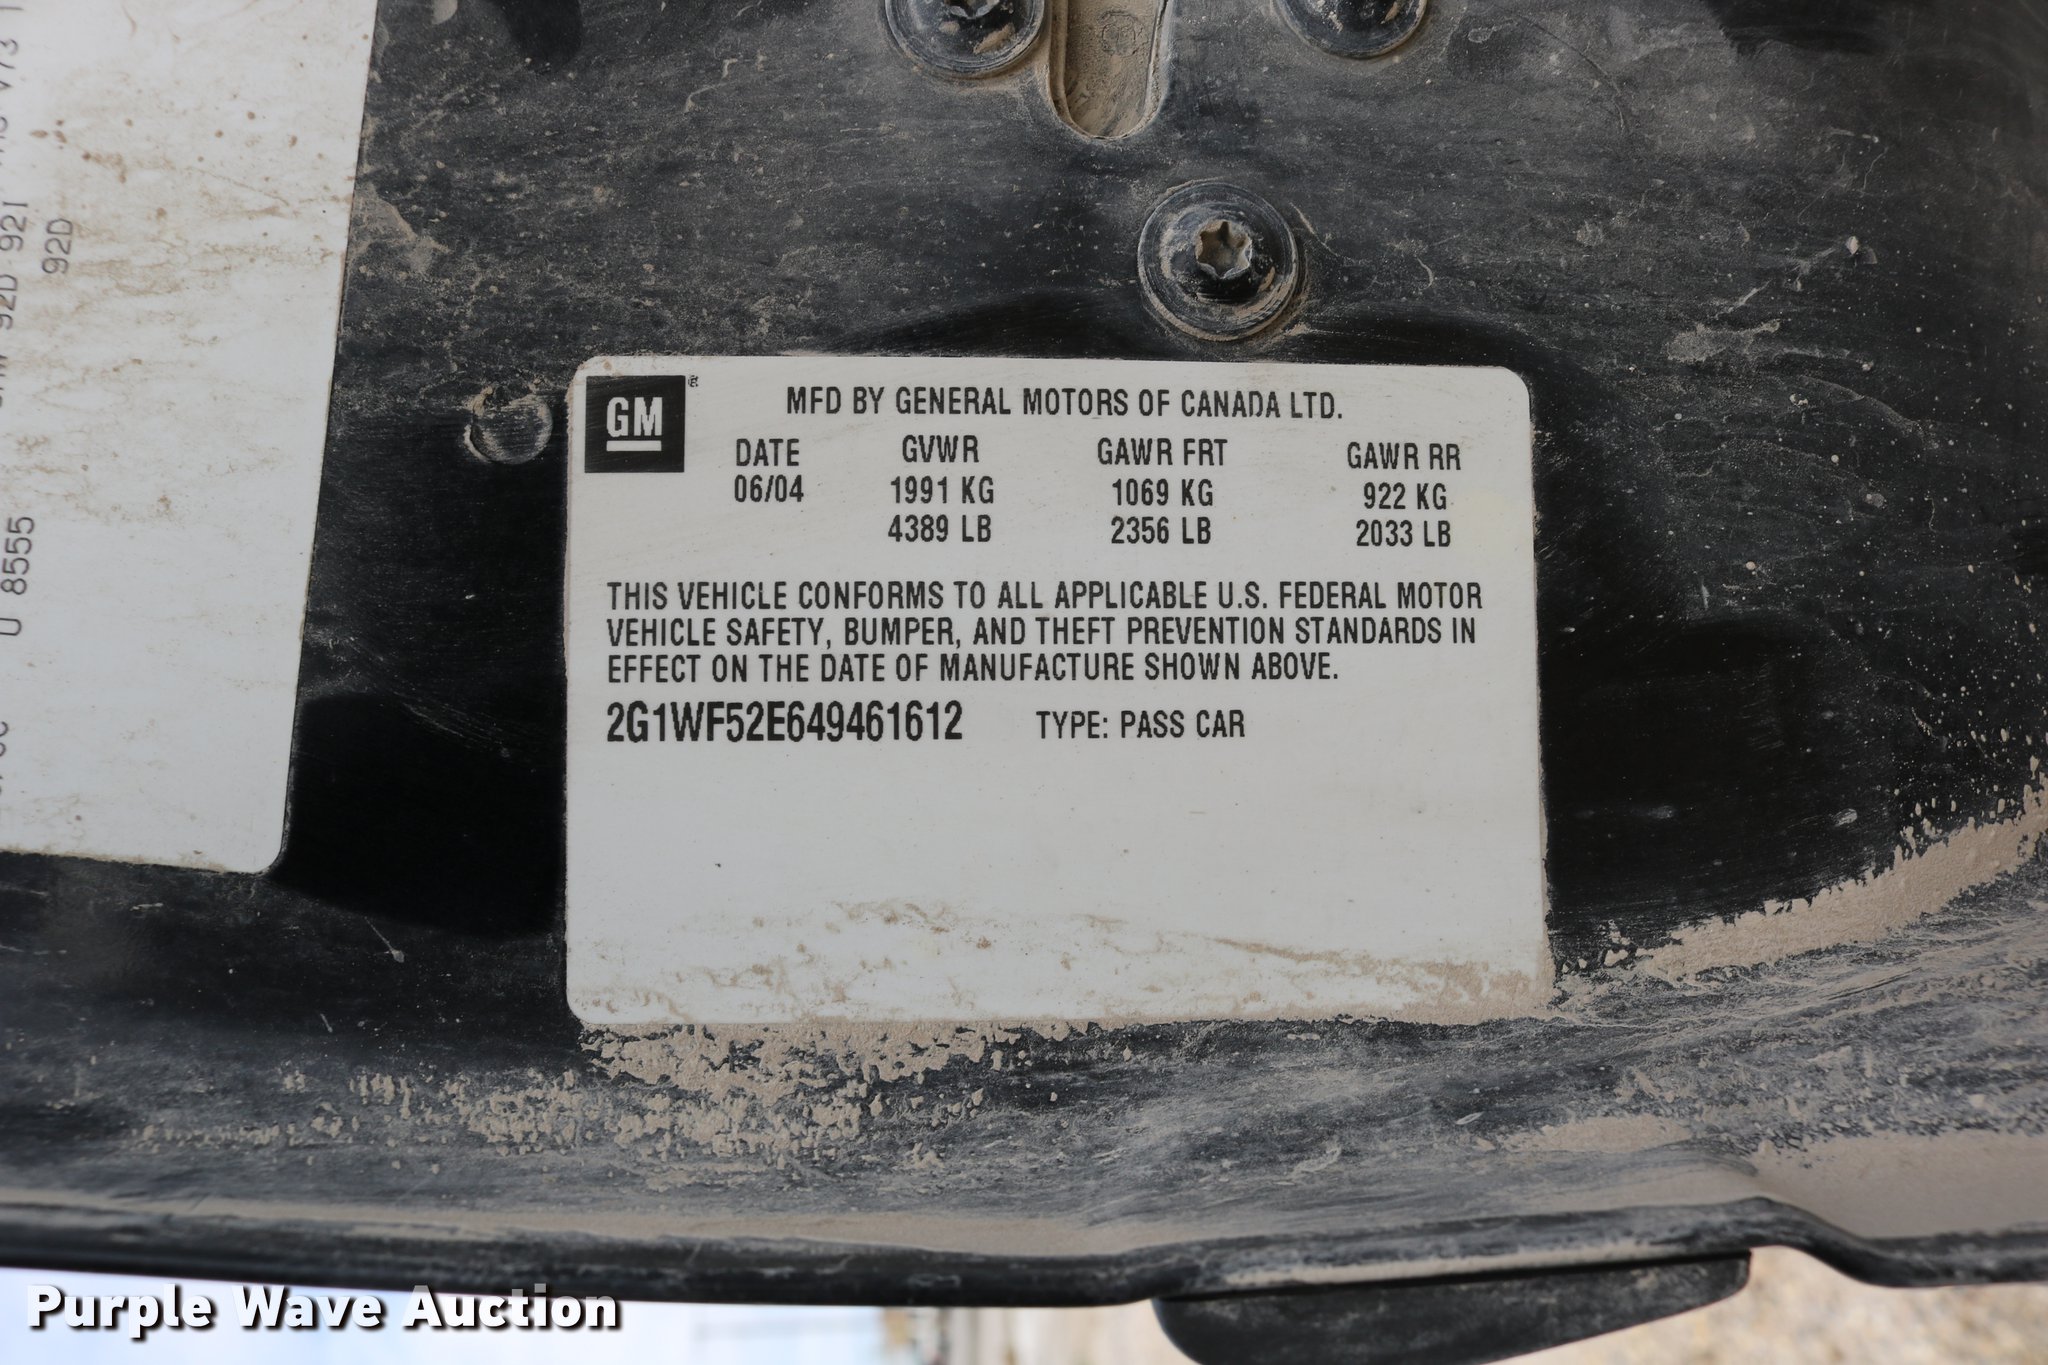 GM
MFD BY GENERAL MOTORS OF CANADA LTD.
DATE GVWR GAWR FRT GAWR RR
06/04 1991 KG 1069 KG 922 KG
4389 LB 2356 LB 2033 LB
THIS VEHICLE CONFORMS TO ALL APPLICABLE U.S. FEDERAL MOTOR
VEHICLE SAFETY, BUMPER, AND THEFT PREVENTION STANDARDS IN
EFFECT ON THE DATE OF MANUFACTURE SHOWN ABOVE.
2G1WF52E649461612 TYPE: PASS CAR
92D 921
92D
U 8555
Purple Wave Auction